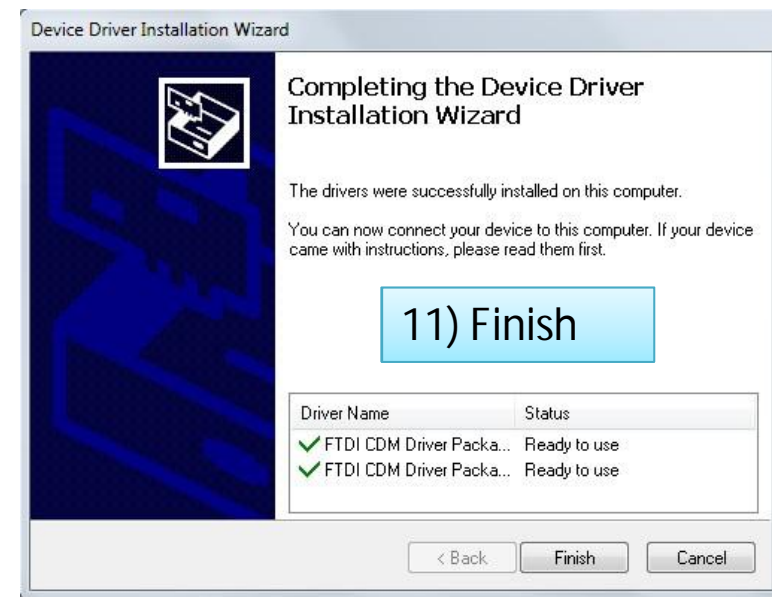 Device Driver Installation Wizard
Completing the Device Driver
Installation Wizard
The drivers were successfully installed on this computer.
You can now connect your device to this computer. If your device
came with instructions, please read them first.
11) Finish
Driver Name Status
FTDI CDM Driver Packa... Ready to use
FTDI CDM Driver Packa... Ready to use
< Back Finish Cancel